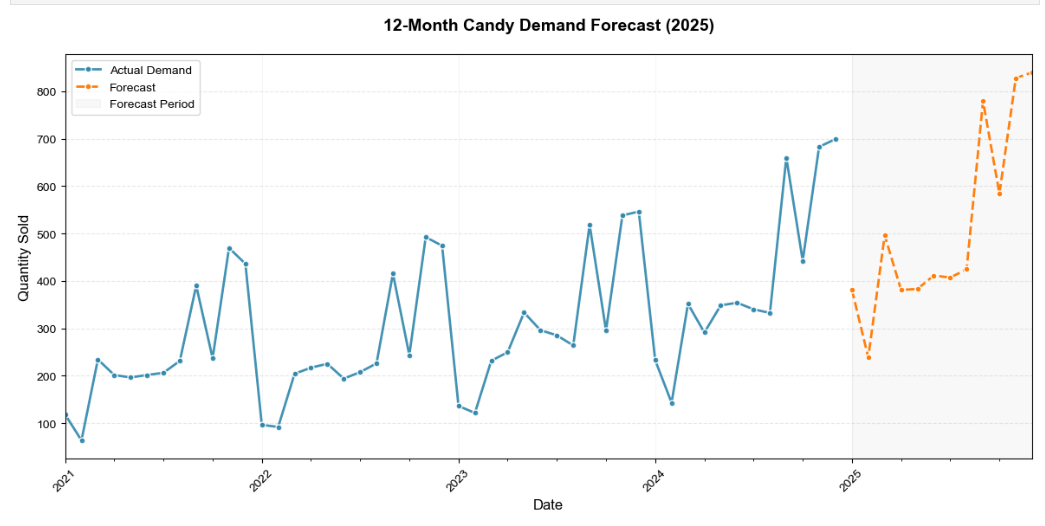 12-Month Candy Demand Forecast (2025)
Actual Demand
Forecast
Forecast Period
Quantity Sold
800
700
600
500
400
300
200
100
2021
2022
2023
2024
2025
Date